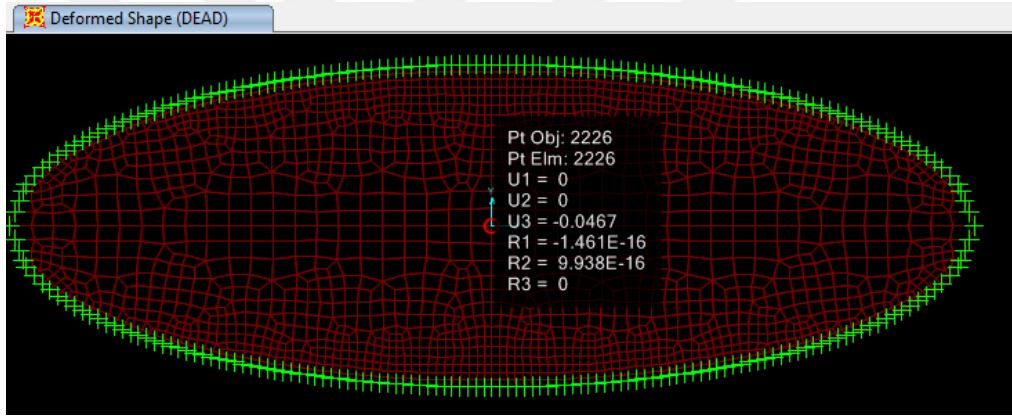 Deformed Shape (DEAD)
Pt Obj: 2226
Pt Elm: 2226
U1 = 0
U2 = 0
U3 = -0.0467
R1 = -1.461E-16
R2 = 9.938E-16
R3 = 0
Y